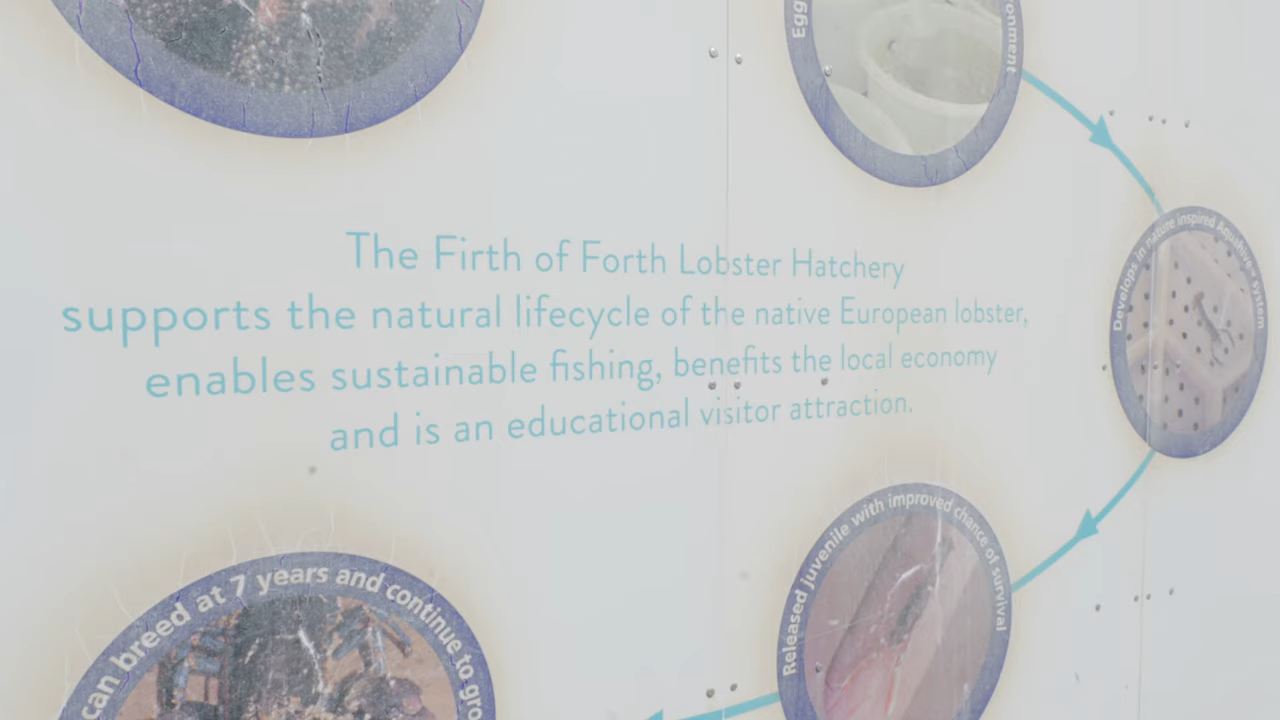 Egg
onment
The Firth of Forth Lobster Hatchery
supports the natural lifecycle of the native European lobster,
enables sustainable fishing, benefits the local economy
and is an educational visitor attraction.
Develops in nature inspired Aquahive system
Released juvenile with improved chance of survival
can breed at 7 years and continue to gro